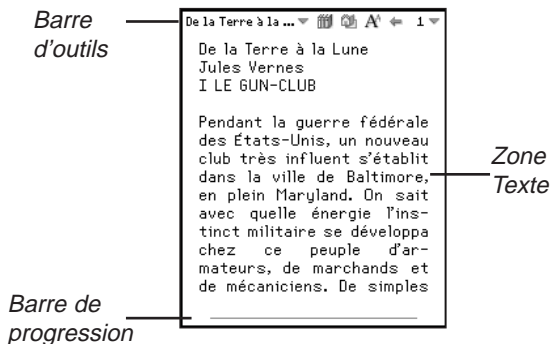 Barre
d'outils
De la Terre à la ... 1
De la Terre à la Lune
Jules Vernes
I LE GUN-CLUB
Pendant la guerre fédérale
des États-Unis, un nouveau
club très influent s'établit
dans la ville de Baltimore,
en plein Maryland. On sait
avec quelle énergie l'ins-
tinct militaire se développa
chez ce peuple d'ar-
mateurs, de marchands et
de mécaniciens. De simples
Zone
Texte
Barre de
progression